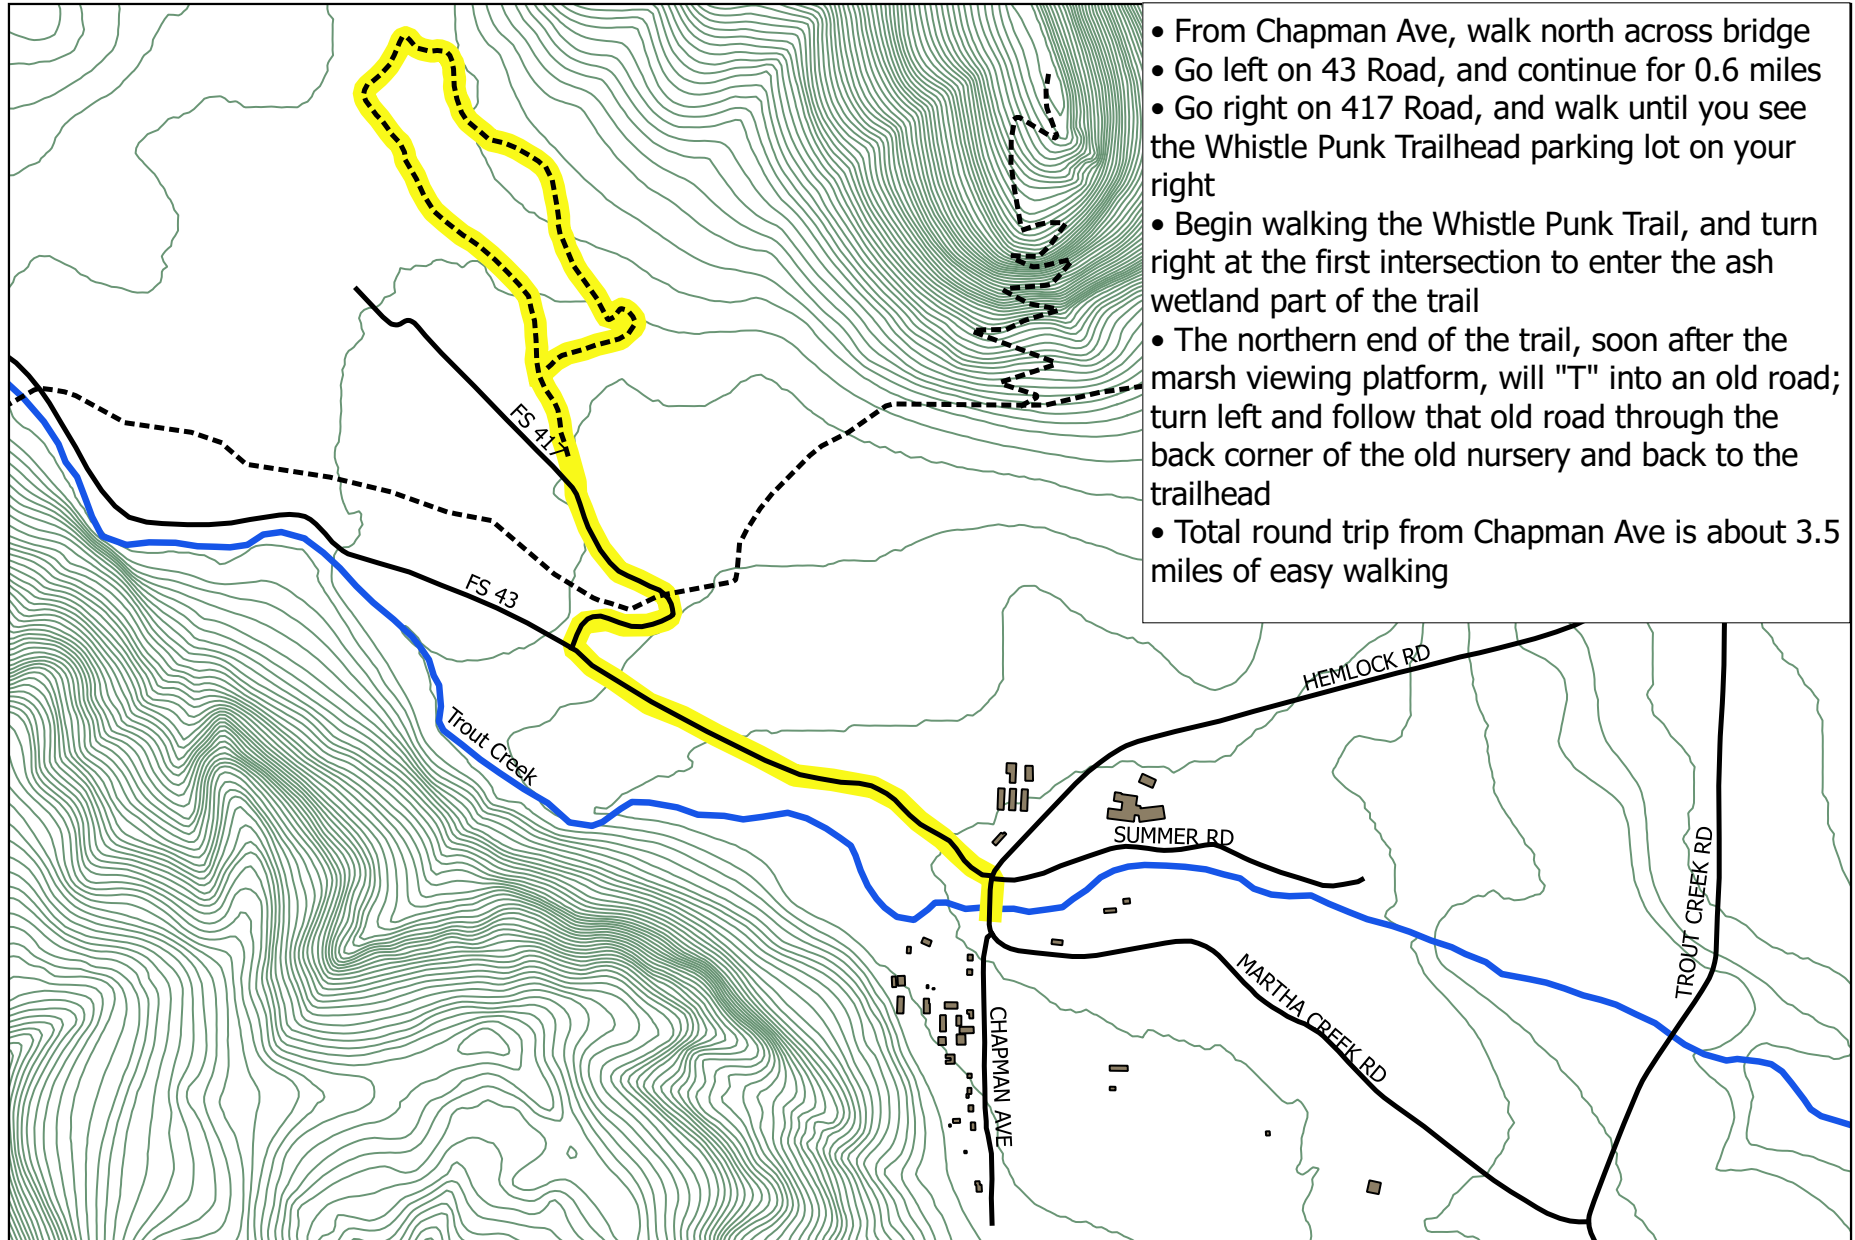 • From Chapman Ave, walk north across bridge
• Go left on 43 Road, and continue for 0.6 miles
• Go right on 417 Road, and walk until you see
the Whistle Punk Trailhead parking lot on your
right
• Begin walking the Whistle Punk Trail, and turn
right at the first intersection to enter the ash
wetland part of the trail
• The northern end of the trail, soon after the
marsh viewing platform, will "T" into an old road;
turn left and follow that old road through the
back corner of the old nursery and back to the
trailhead
• Total round trip from Chapman Ave is about 3.5
miles of easy walking
FS 417
FS 43
HEMLOCK RD
Trout Creek
SUMMER RD
TROUT CREEK RD
MARTHA CREEK RD
CHAPMAN AVE